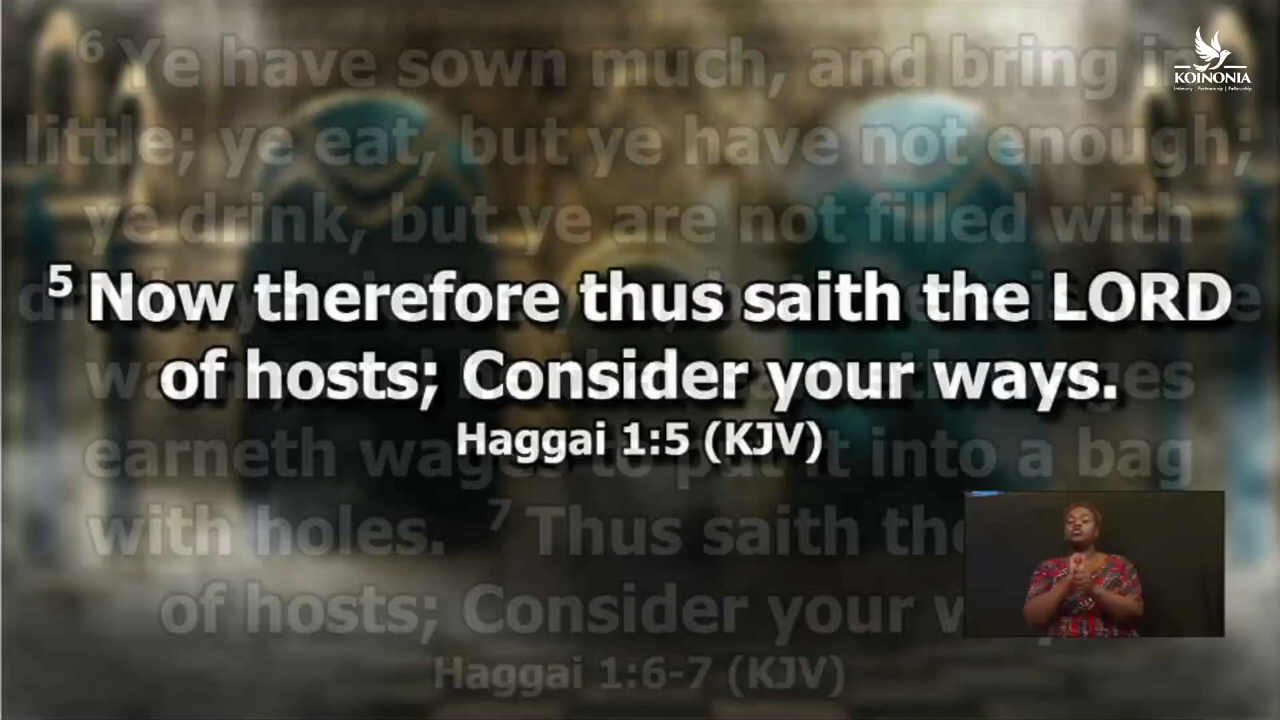 KOINONIA
Intimacy | Partnership | Fellowship
6 Ye have sown much, and bring in
little; ye eat, but ye have not enough;
ye drink, but ye are not filled with
5 Now therefore thus saith the LORD
of hosts; Consider your ways.
Haggai 1:5 (KJV)
earneth wages to put it into a bag
with holes. 7 Thus saith the
of hosts; Consider your
Haggai 1:6-7 (KJV)